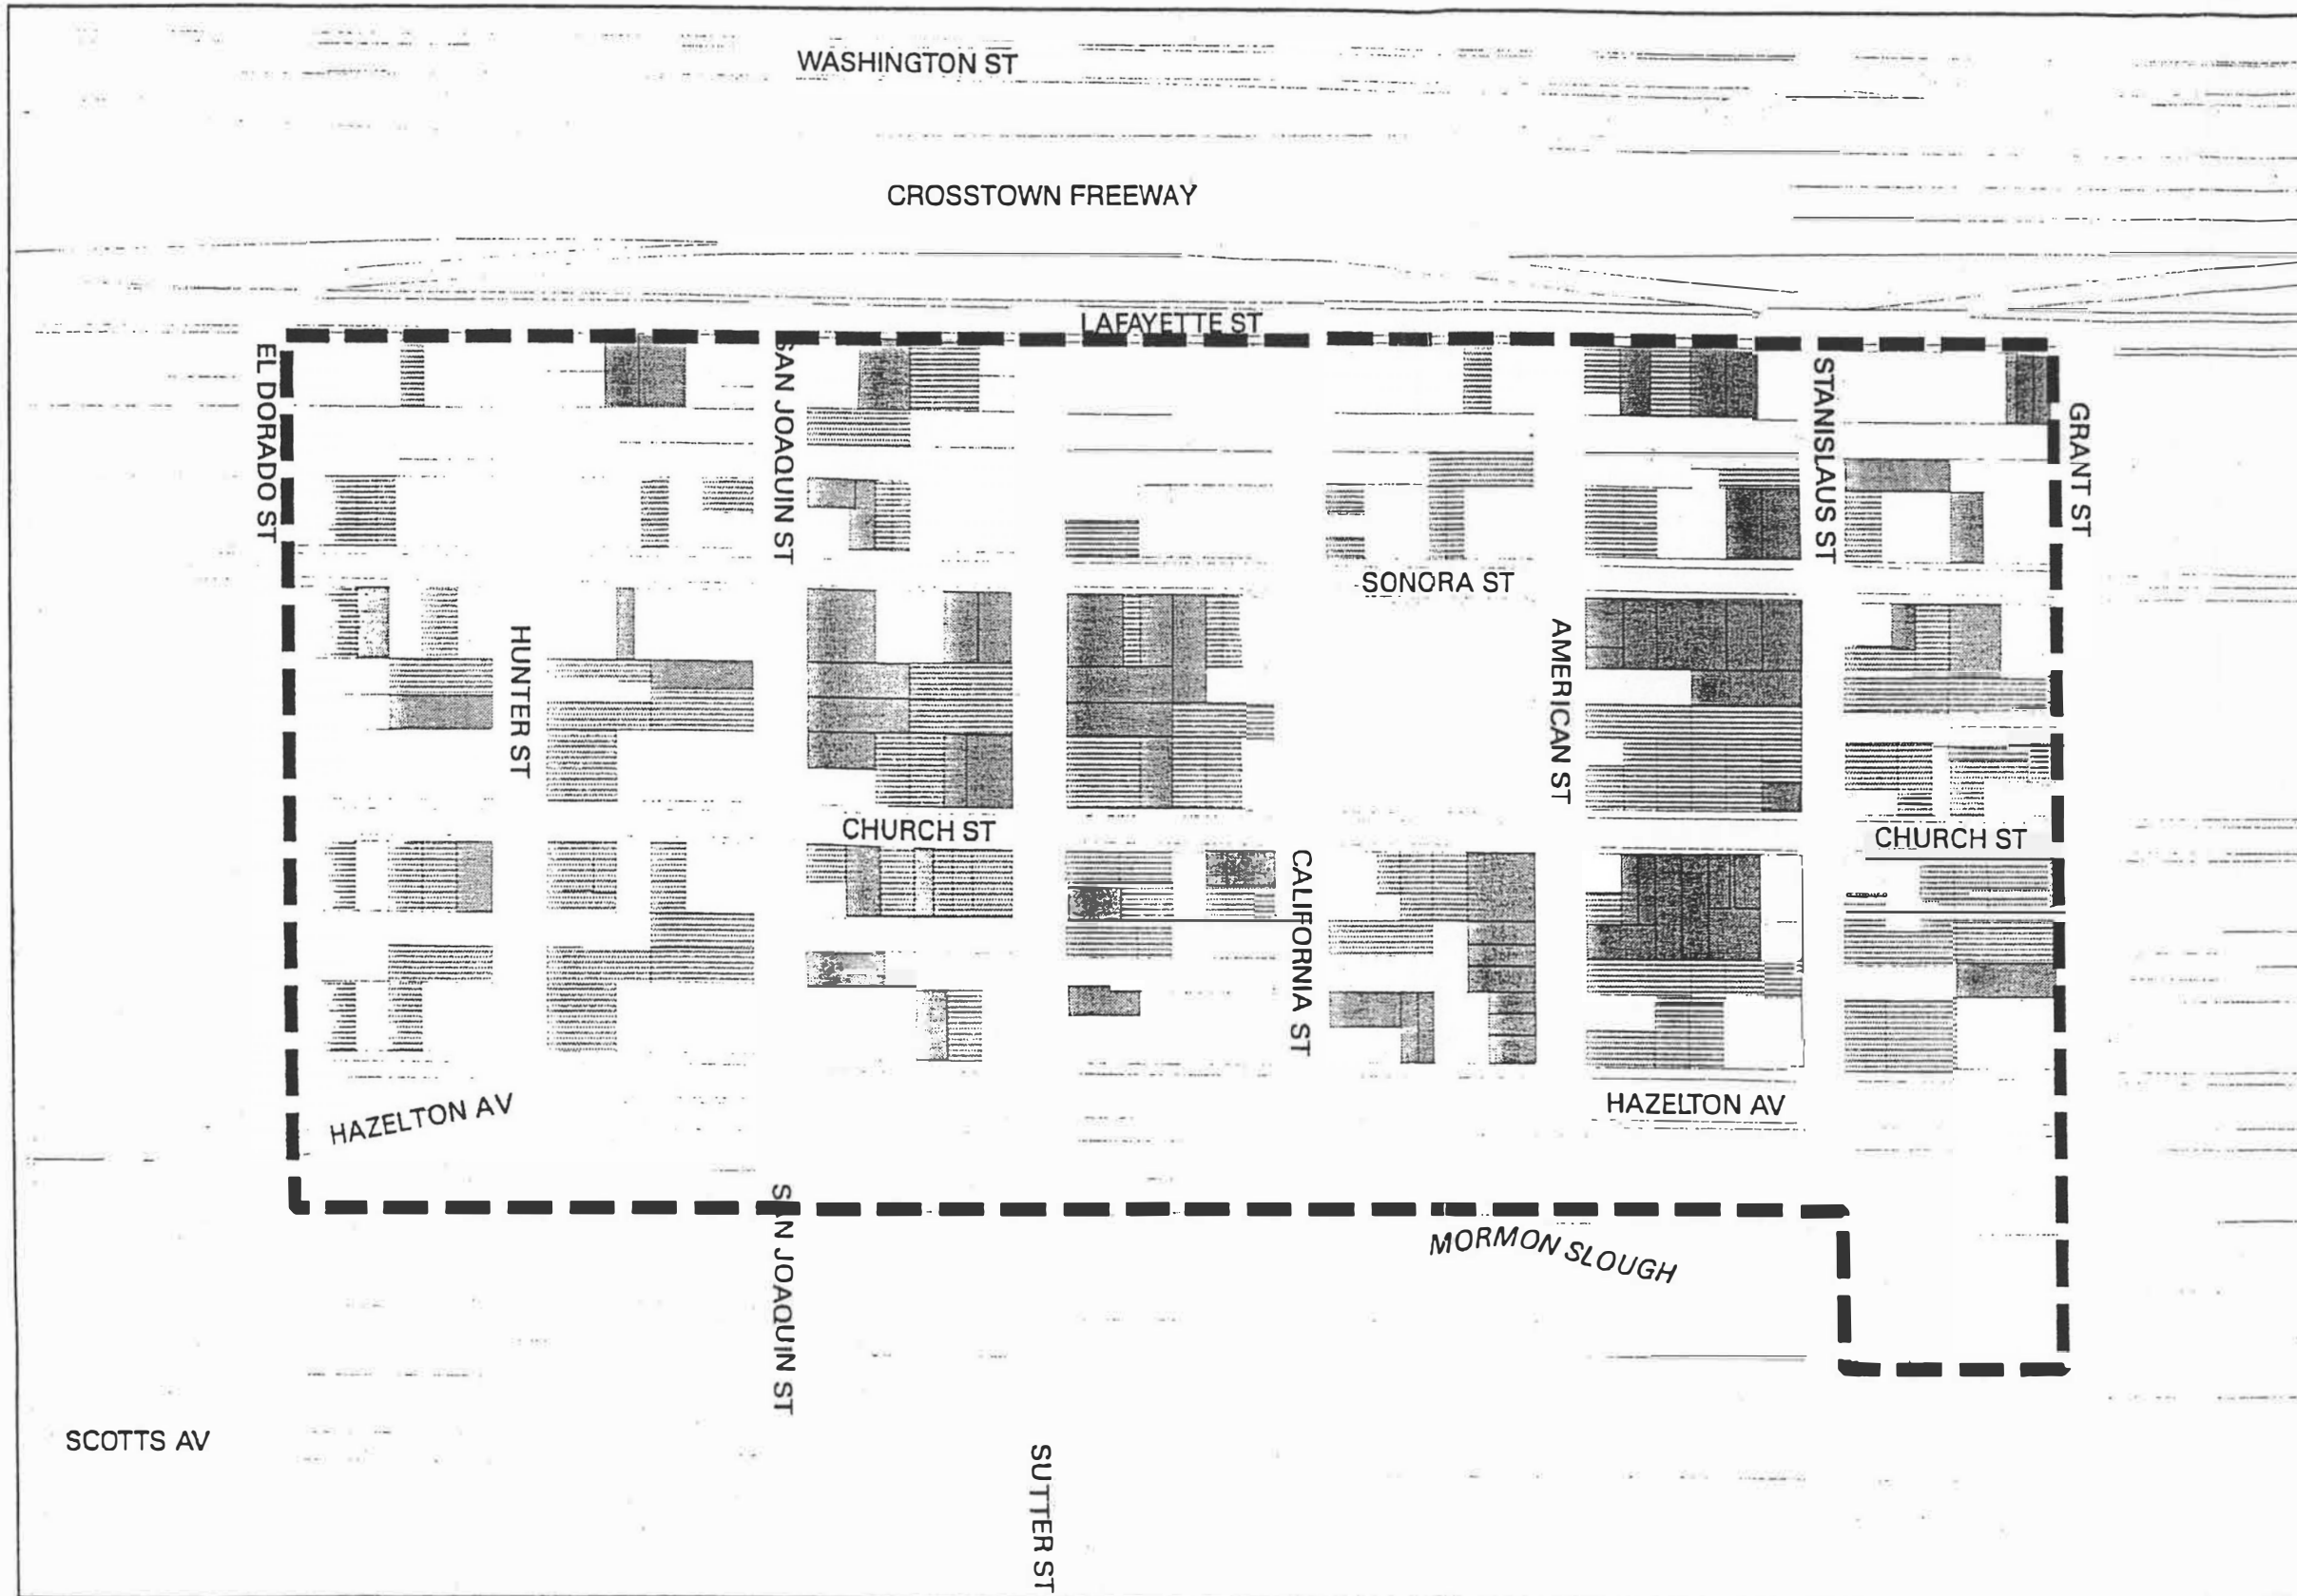 WASHINGTON ST
CROSSTOWN FREEWAY
LAFAYETTE ST
EL DORADO ST
SAN JOAQUIN ST
STANISLAUS ST
GRANT ST
SONORA ST
HUNTER ST
AMERICAN ST
CHURCH ST
CHURCH ST
CALIFORNIA ST
HAZELTON AV
HAZELTON AV
SAN JOAQUIN ST
MORMON SLOUGH
SCOTTS AV
SUTTER ST